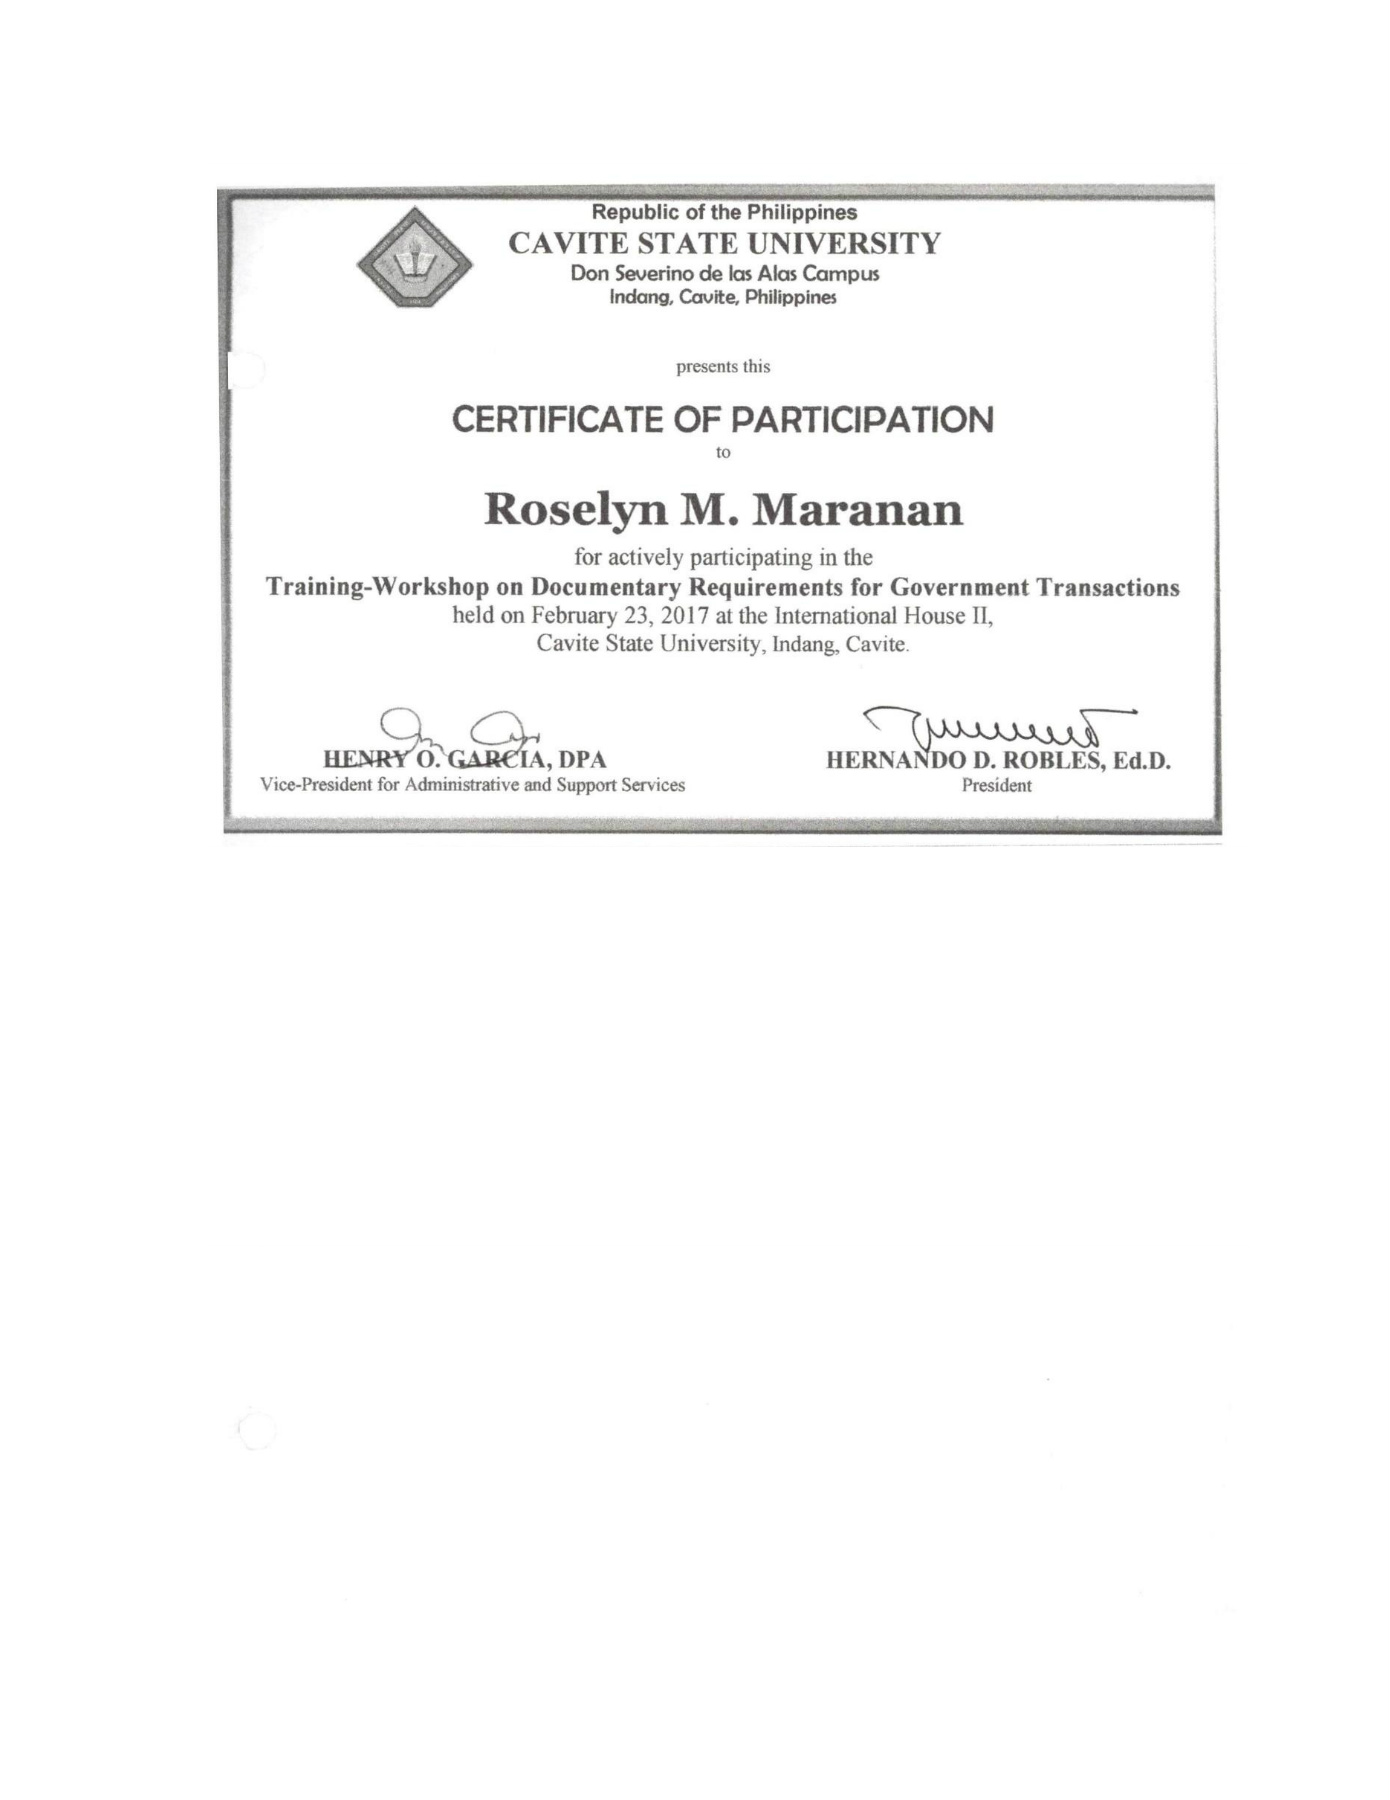 Republic of the Philippines
CAVITE STATE UNIVERSITY
Don Severino de las Alas Campus
Indang, Cavite, Philippines
presents this
CERTIFICATE OF PARTICIPATION
to
Roselyn M. Maranan
for actively participating in the
Training-Workshop on Documentary Requirements for Government Transactions
held on February 23, 2017 at the International House II,
Cavite State University, Indang, Cavite.
HENRY O. GARCIA, DPA
Vice-President for Administrative and Support Services
HERNANDO D. ROBLES, Ed.D.
President